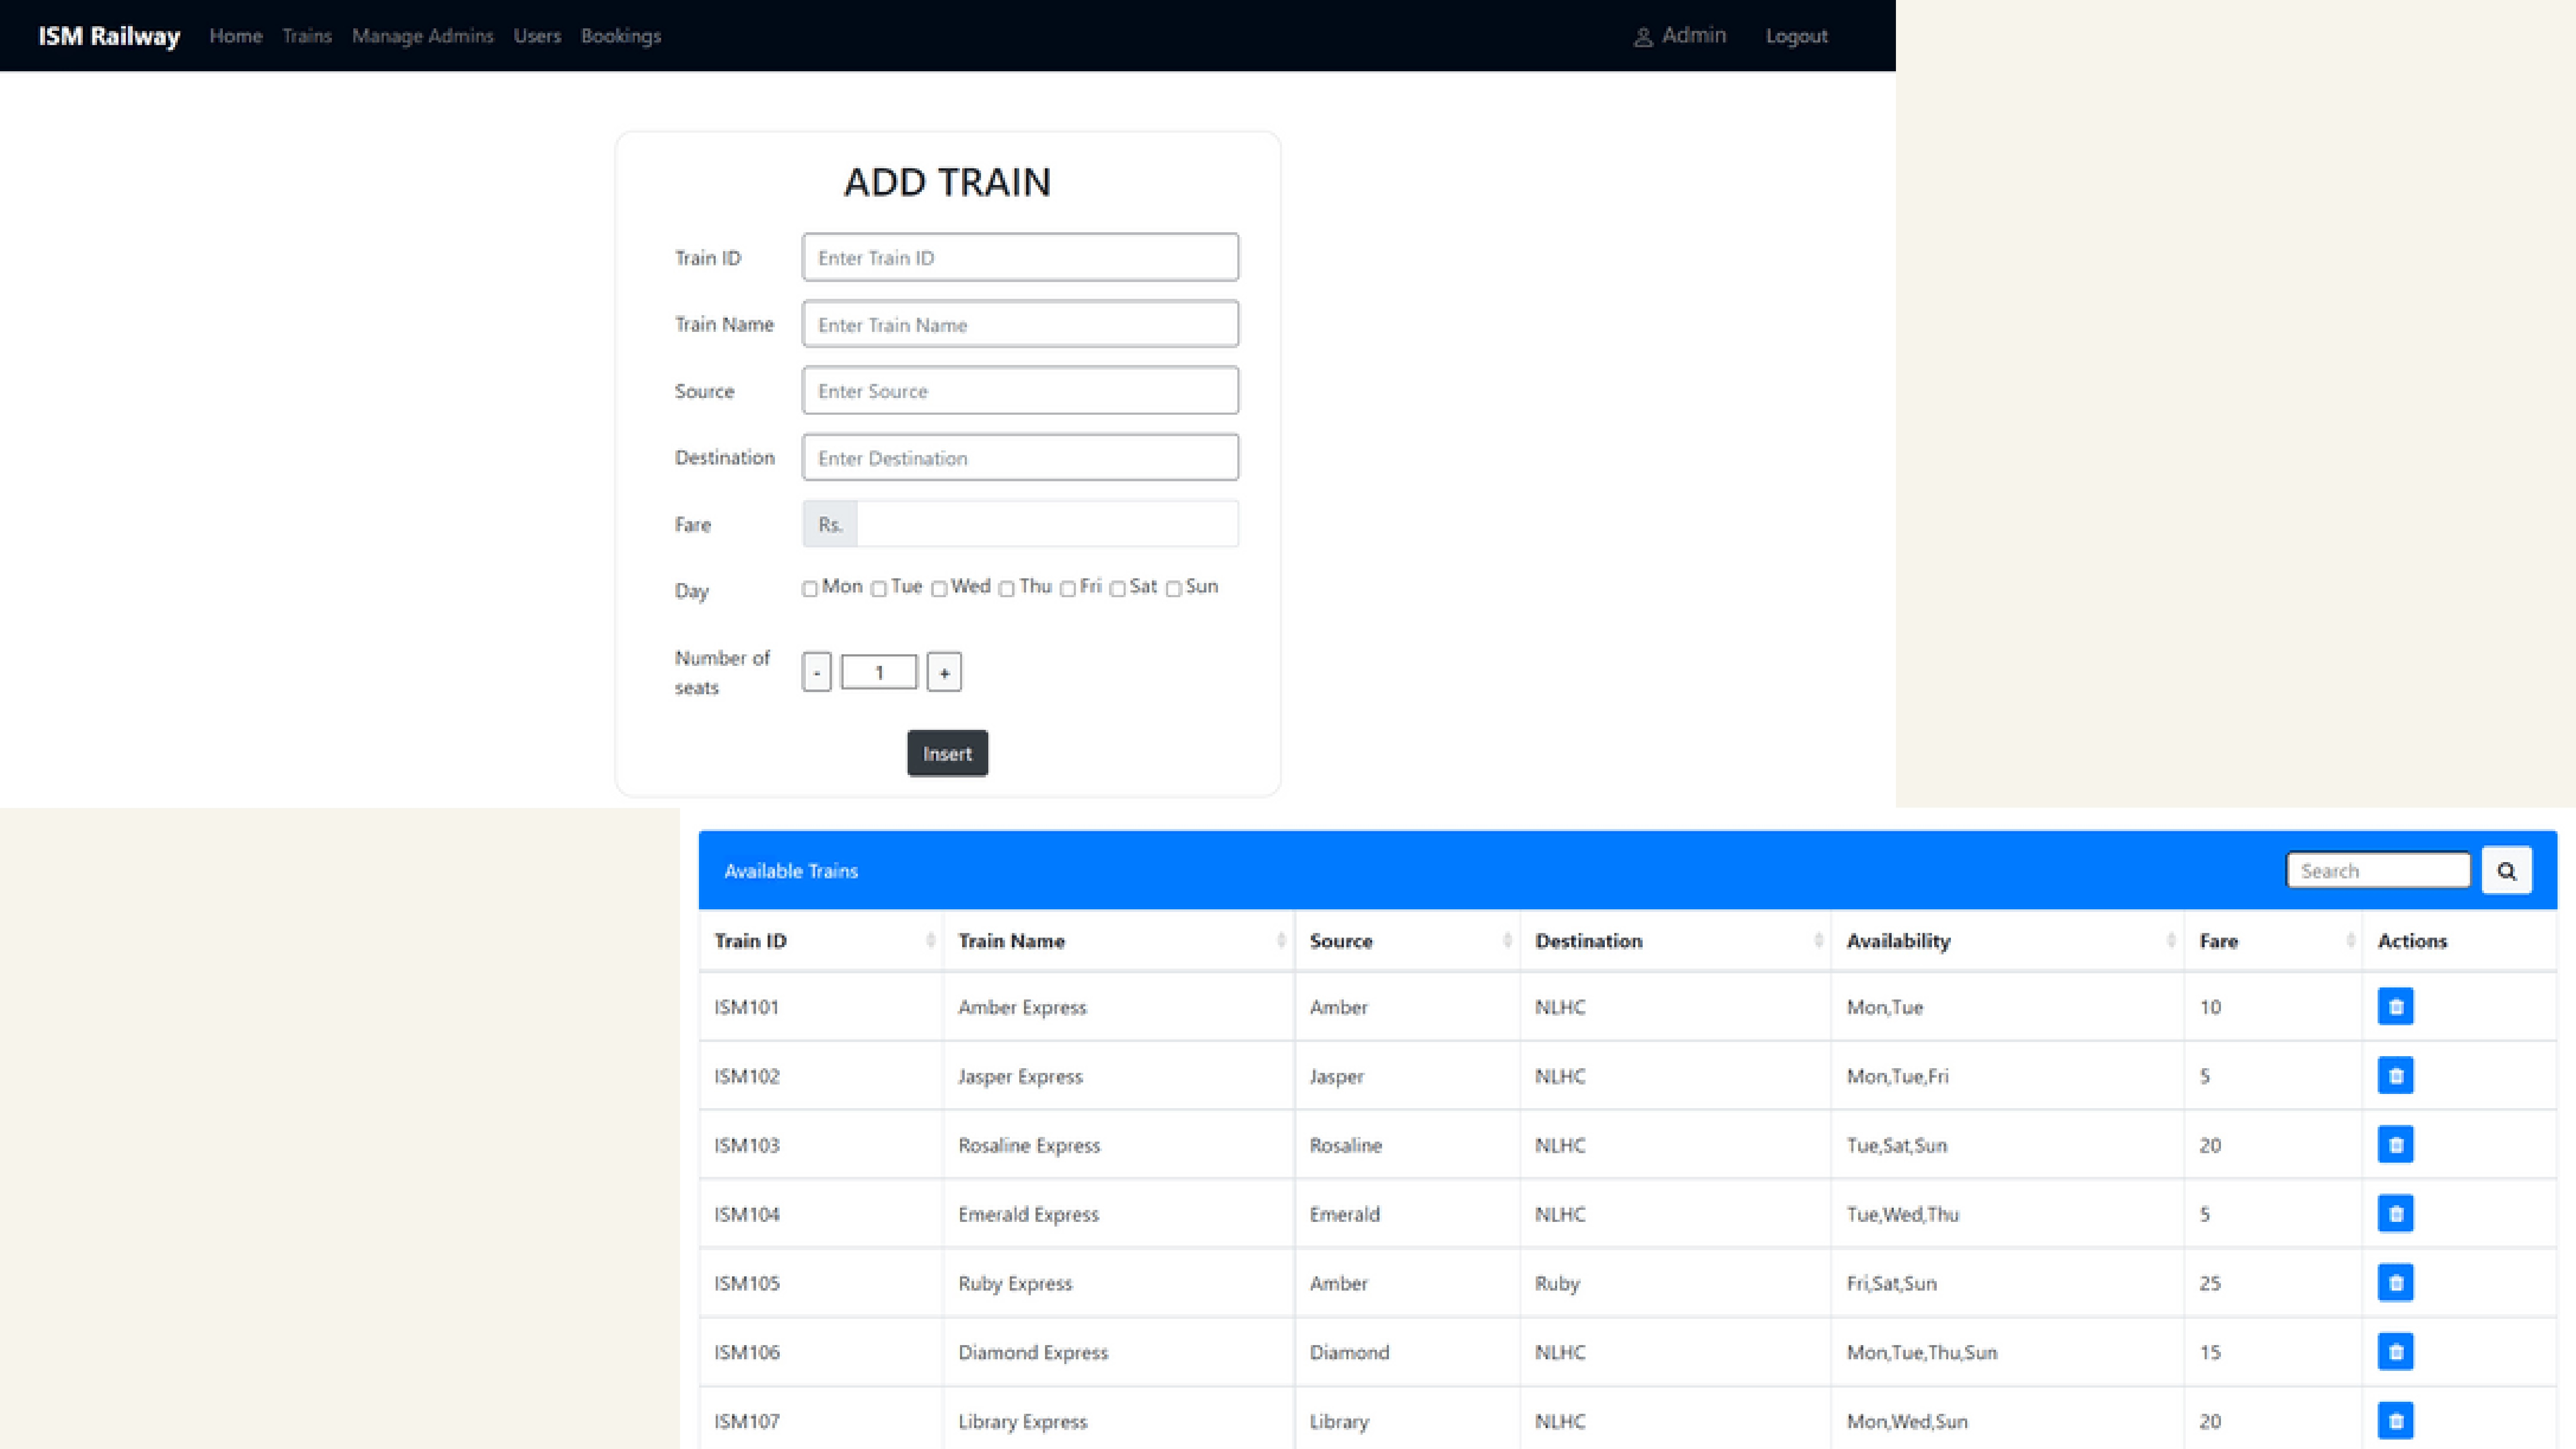 ISM Railway Home Trains Manage Admins Users Bookings Admin Logout
ADD TRAIN
Train ID Enter Train ID
Train Name Enter Train Name
Source Enter Source
Destination Enter Destination
Fare Rs.
Day Mon Tue Wed Thu Fri Sat Sun
Number of
seats - 1 +
Insert
Available Trains Search
Train ID Train Name Source Destination Availability Fare Actions
ISM101 Amber Express Amber NLHC Mon,Tue 10
ISM102 Jasper Express Jasper NLHC Mon,Tue,Fri 5
ISM103 Rosaline Express Rosaline NLHC Tue,Sat,Sun 20
ISM104 Emerald Express Emerald NLHC Tue,Wed,Thu 5
ISM105 Ruby Express Amber Ruby Fri,Sat,Sun 25
ISM106 Diamond Express Diamond NLHC Mon,Tue,Thu,Sun 15
ISM107 Library Express Library NLHC Mon,Wed,Sun 20